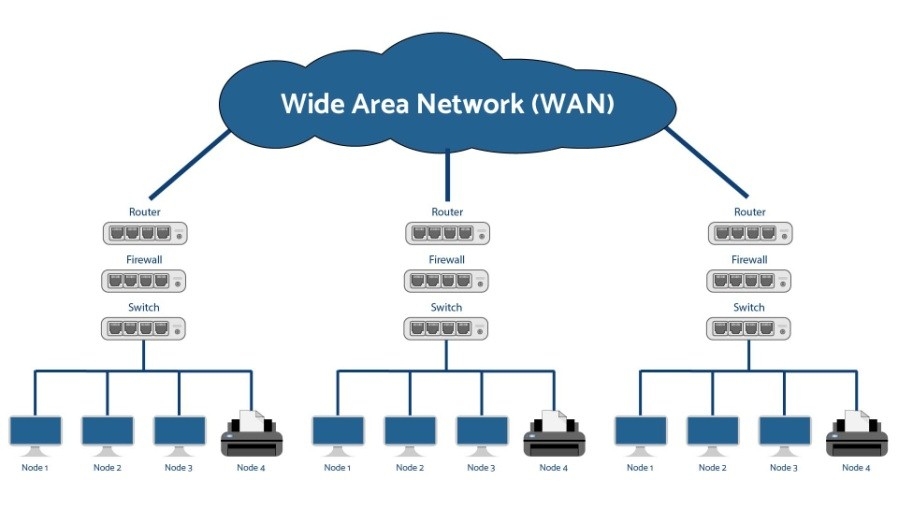 Wide Area Network (WAN)
Router
Router
Router
Firewall
Firewall
Firewall
Switch
Switch
Switch
Node 1
Node 2
Node 3
Node 4
Node 1
Node 2
Node 3
Node 4
Node 1
Node 2
Node 3
Node 4